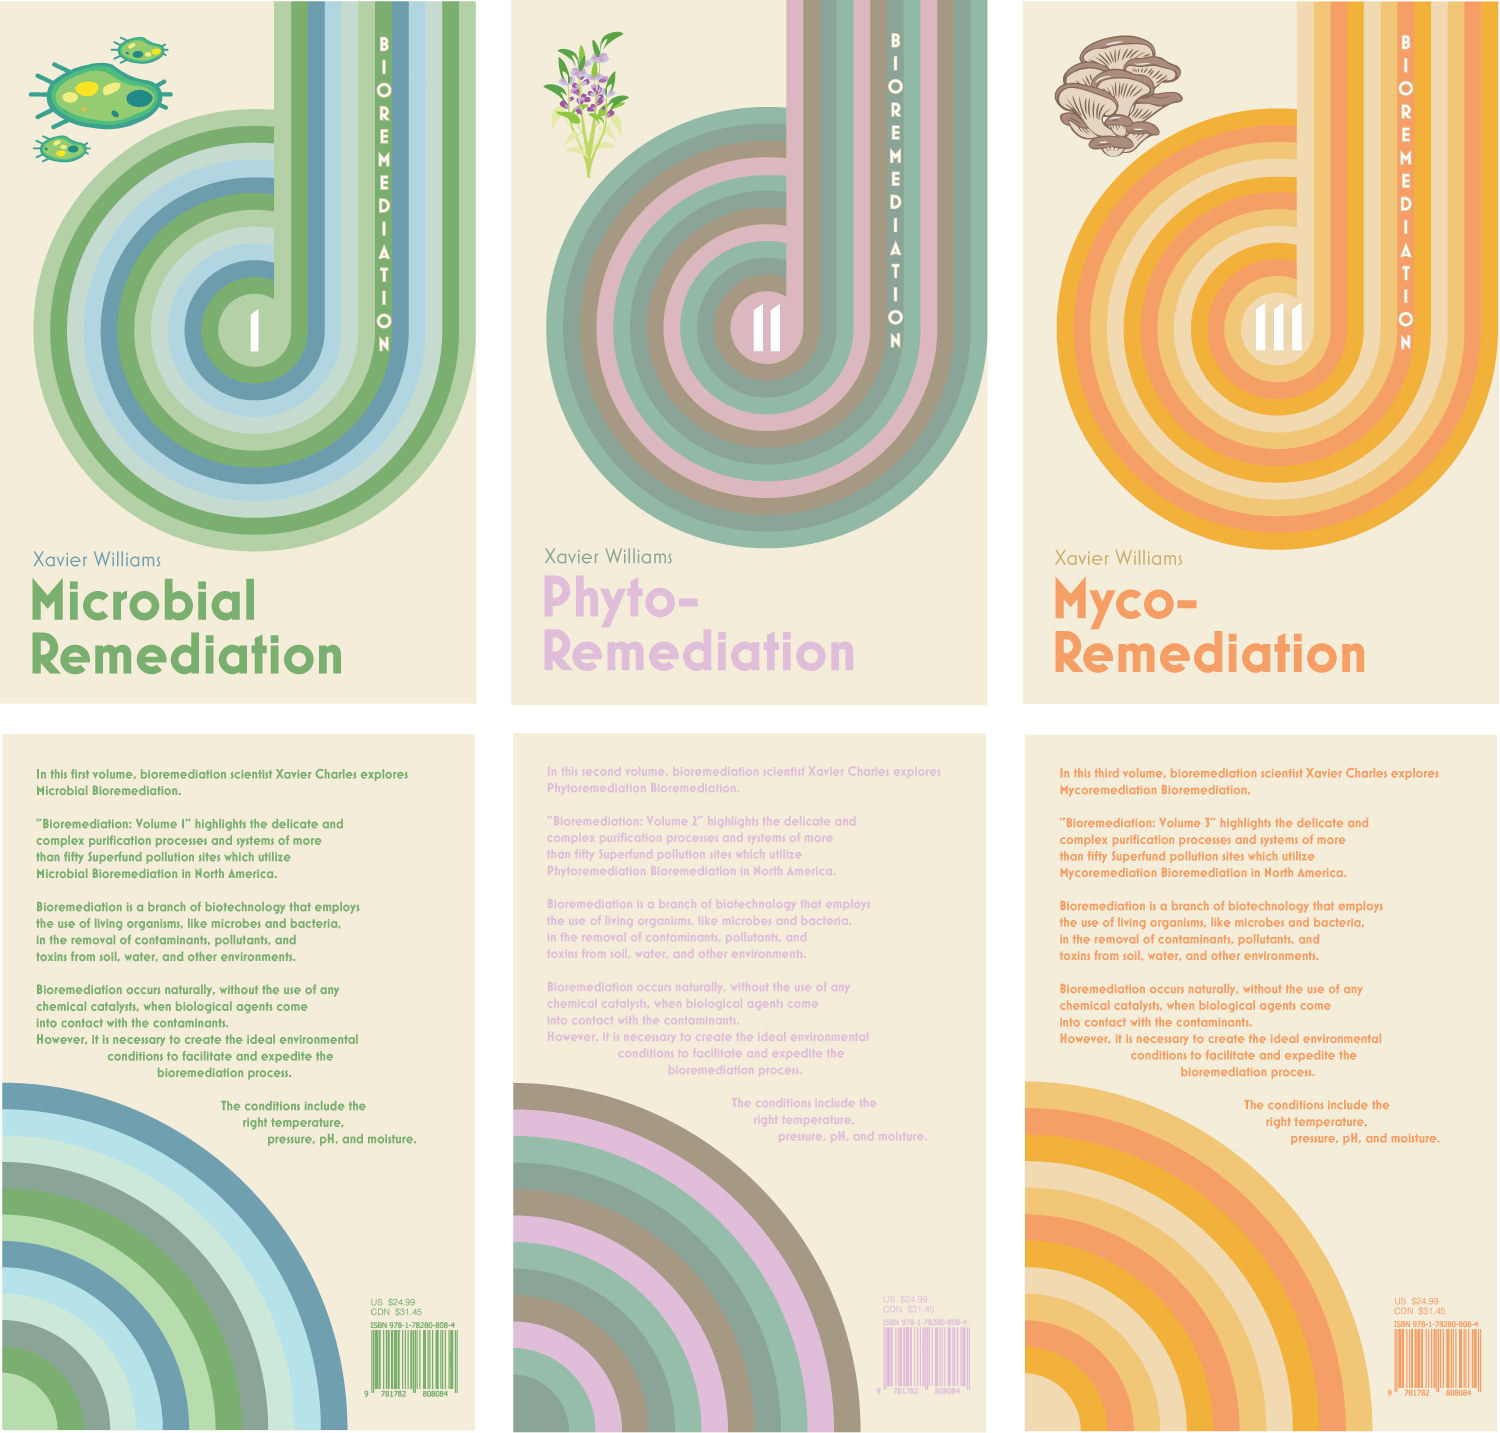 BIOREMEDIATION
I
Xavier Williams
Microbial
Remediation
BIOREMEDIATION
II
Xavier Williams
Phyto-
Remediation
BIOREMEDIATION
III
Xavier Williams
Myco-
Remediation
In this first volume, bioremediation scientist Xavier Charles explores
Microbial Bioremediation.
"Bioremediation: Volume 1" highlights the delicate and
complex purification processes and systems of more
than fifty Superfund pollution sites which utilize
Microbial Bioremediation in North America.
Bioremediation is a branch of biotechnology that employs
the use of living organisms, like microbes and bacteria,
in the removal of contaminants, pollutants, and
toxins from soil, water, and other environments.
Bioremediation occurs naturally, without the use of any
chemical catalysts, when biological agents come
into contact with the contaminants.
However, it is necessary to create the ideal environmental
conditions to facilitate and expedite the
bioremediation process.
The conditions include the
right temperature,
pressure, pH, and moisture.
US $24.99
CDN $31.45
ISBN 978-1-78280-808-4
9 781782 808084
In this second volume, bioremediation scientist Xavier Charles explores
Phytoremediation Bioremediation.
"Bioremediation: Volume 2" highlights the delicate and
complex purification processes and systems of more
than fifty Superfund pollution sites which utilize
Phytoremediation Bioremediation in North America.
Bioremediation is a branch of biotechnology that employs
the use of living organisms, like microbes and bacteria,
in the removal of contaminants, pollutants, and
toxins from soil, water, and other environments.
Bioremediation occurs naturally, without the use of any
chemical catalysts, when biological agents come
into contact with the contaminants.
However, it is necessary to create the ideal environmental
conditions to facilitate and expedite the
bioremediation process.
The conditions include the
right temperature,
pressure, pH, and moisture.
US $24.99
CDN $31.45
ISBN 978-1-78280-808-4
9 781782 808084
In this third volume, bioremediation scientist Xavier Charles explores
Mycoremediation Bioremediation.
"Bioremediation: Volume 3" highlights the delicate and
complex purification processes and systems of more
than fifty Superfund pollution sites which utilize
Mycoremediation Bioremediation in North America.
Bioremediation is a branch of biotechnology that employs
the use of living organisms, like microbes and bacteria,
in the removal of contaminants, pollutants, and
toxins from soil, water, and other environments.
Bioremediation occurs naturally, without the use of any
chemical catalysts, when biological agents come
into contact with the contaminants.
However, it is necessary to create the ideal environmental
conditions to facilitate and expedite the
bioremediation process.
The conditions include the
right temperature,
pressure, pH, and moisture.
US $24.99
CDN $31.45
ISBN 978-1-78280-808-4
9 781782 808084